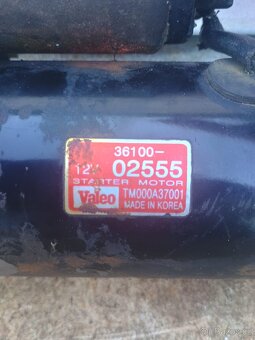 36100-
12V 02555
STARTER MOTOR
Valeo TM000A37001
MADE IN KOREA